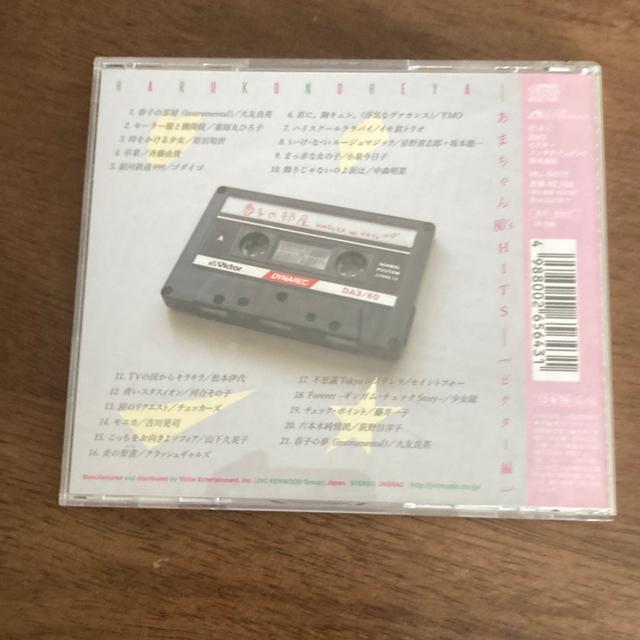 HARUKONOHEYA
1. 春子の部屋 (instrumental)／大友良英
2. セーラー服と機関銃／薬師丸ひろ子
3. 時をかける少女／原田知世
4. 卒業／斉藤由貴
5. 銀河鉄道999／ゴダイゴ
6. 君に、胸キュン。(浮気なヴァカンス)／YMO
7. ハイスクールララバイ／イモ欽トリオ
8. い・け・な・い ルージュマジック／忌野清志郎＋坂本龍一
9. まっ赤な女の子／小泉今日子
10. 飾りじゃないのよ涙は／中森明菜
春子の部屋 HARUKO NO HEYA
A
Victor
DYNAREC
DA3/60
NORMAL
POSITION
11. TVの国からキラキラ／松本伊代
12. 青いスタスィオン／河合その子
13. 涙のリクエスト／チェッカーズ
14. モニカ／吉川晃司
15. こっちをお向きよソフィア／山下久美子
16. 炎の聖書／クラッシュギャルズ
17. 不思議Tokyoシンデレラ／セイントフォー
18. Forever -ギンガム・チェック Story-／少女隊
19. チェック・ポイント／藤井一子
20. 六本木純情派／荻野目洋子
21. 春子の夢 (instrumental)／大友良英
Manufactured and distributed by Victor Entertainment, Inc. [JVC KENWOOD Group], Japan. STEREO JASRAC http://jvcmusic.co.jp/
あまちゃん 80's HITS ―［ビクター編］